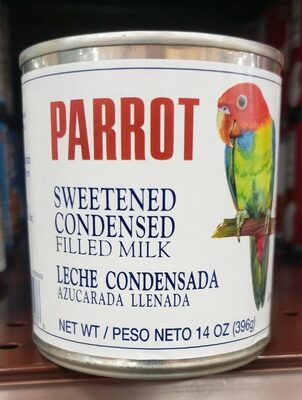 PARROT
SWEETENED
CONDENSED
FILLED MILK
LECHE CONDENSADA
AZUCARADA LLENADA
NET WT / PESO NETO 14 OZ (396g)